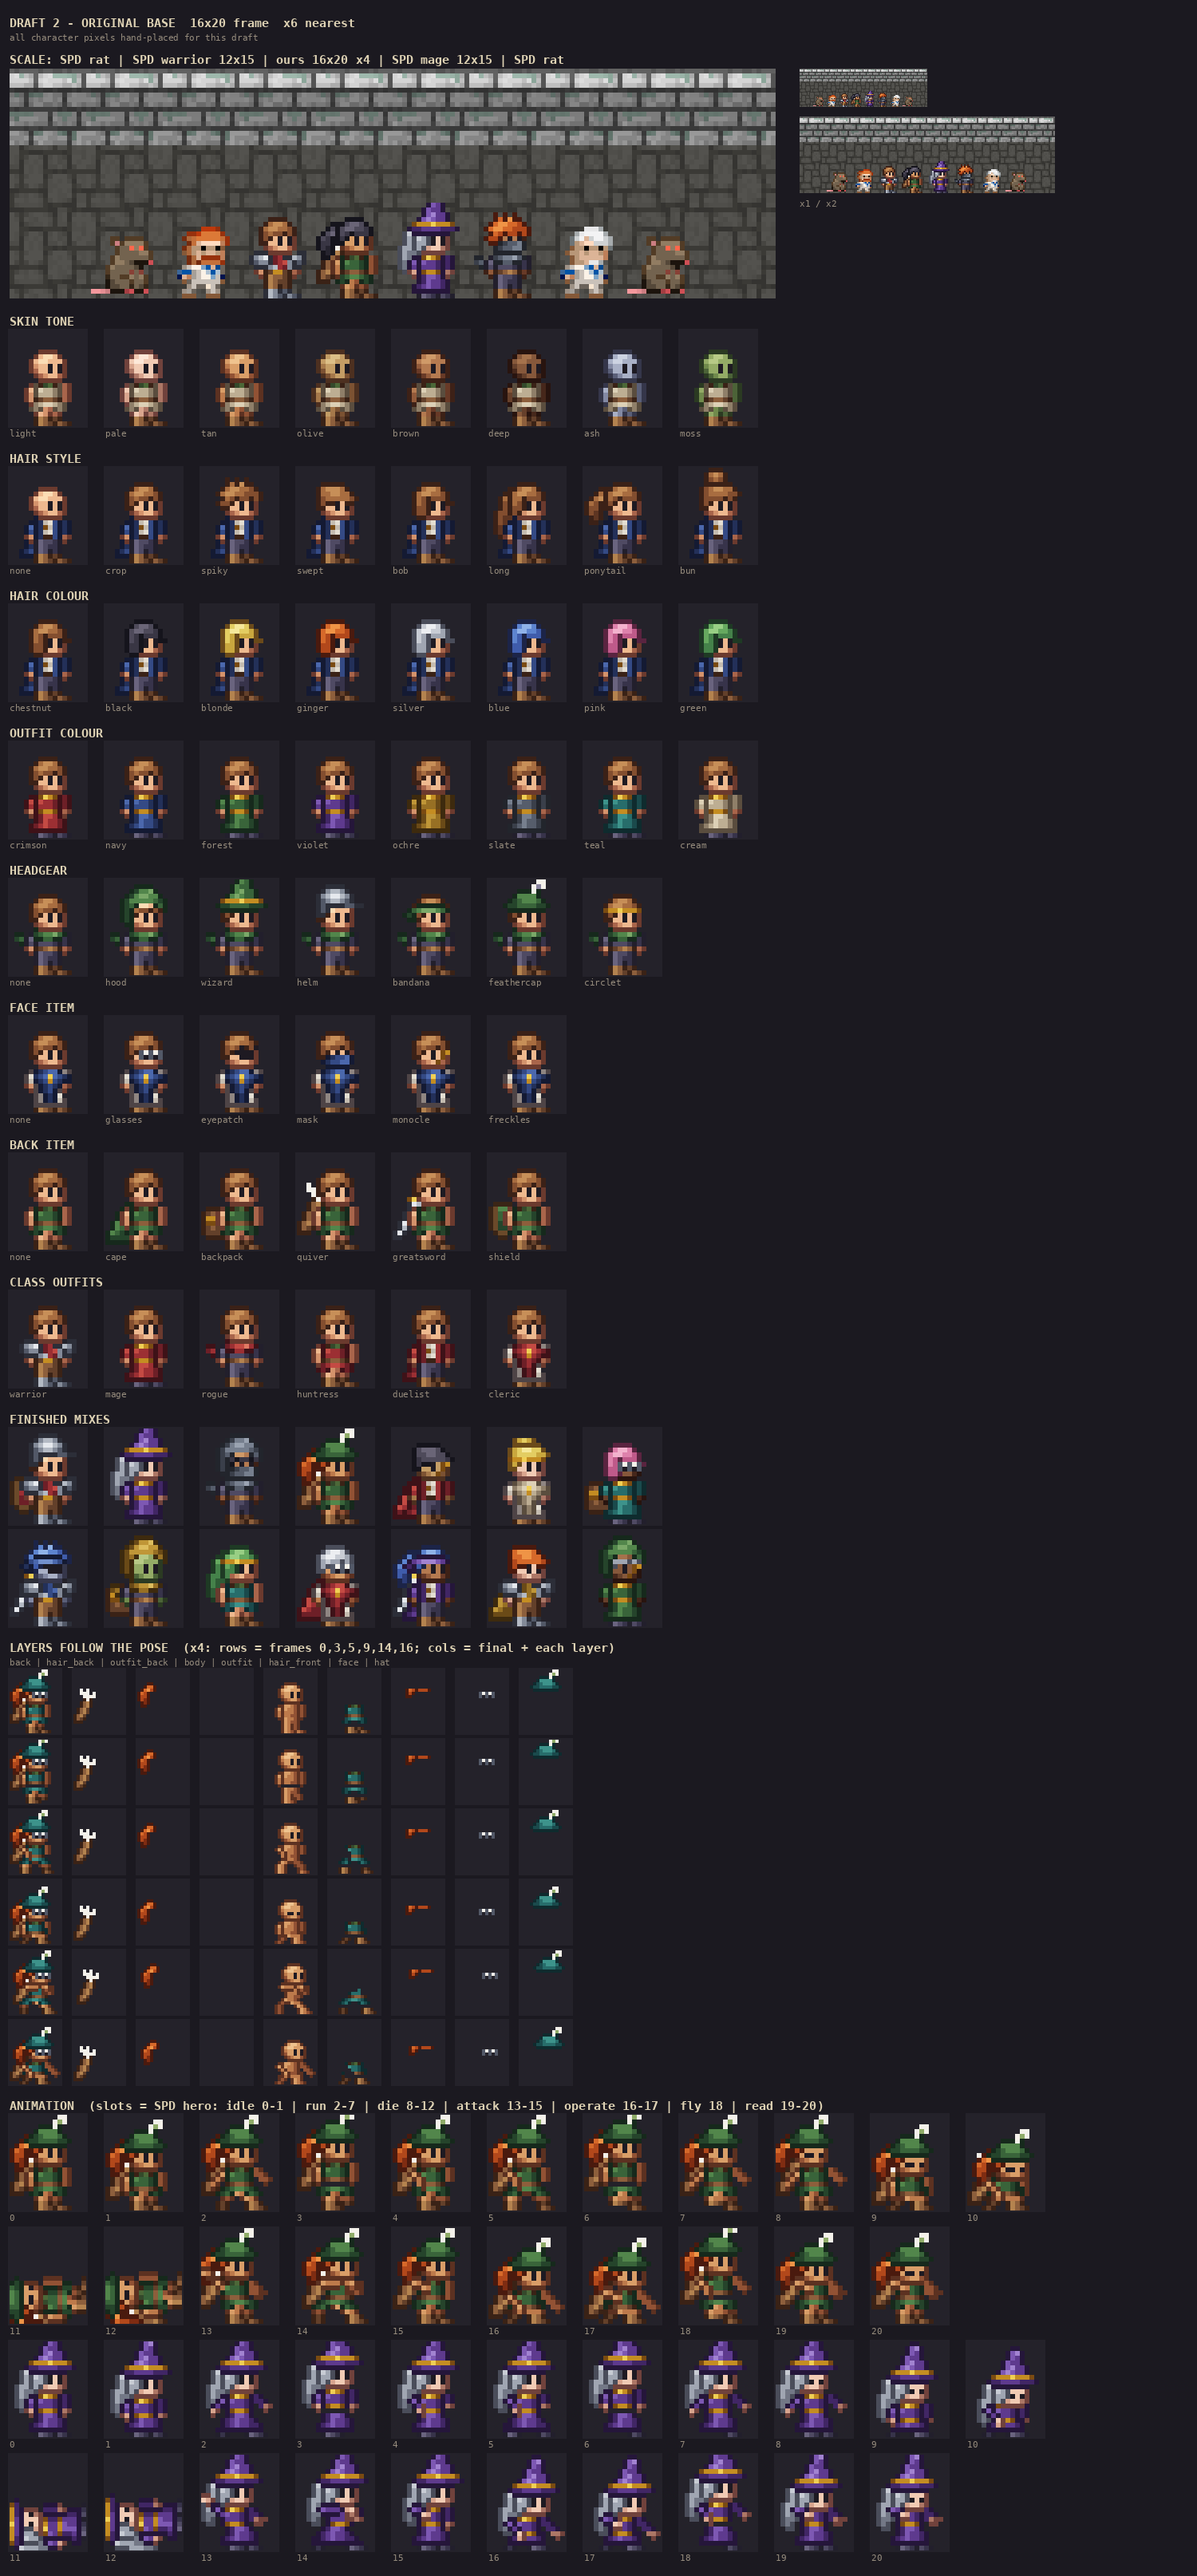 DRAFT 2 - ORIGINAL BASE  16x20 frame  x6 nearest
all character pixels hand-placed for this draft
SCALE: SPD rat | SPD warrior 12x15 | ours 16x20 x4 | SPD mage 12x15 | SPD rat
x1 / x2
SKIN TONE
light pale tan olive brown deep ash moss
HAIR STYLE
none crop spiky swept bob long ponytail bun
HAIR COLOUR
chestnut black blonde ginger silver blue pink green
OUTFIT COLOUR
crimson navy forest violet ochre slate teal cream
HEADGEAR
none hood wizard helm bandana feathercap circlet
FACE ITEM
none glasses eyepatch mask monocle freckles
BACK ITEM
none cape backpack quiver greatsword shield
CLASS OUTFITS
warrior mage rogue huntress duelist cleric
FINISHED MIXES
LAYERS FOLLOW THE POSE  (x4: rows = frames 0,3,5,9,14,16; cols = final + each layer)
back | hair_back | outfit_back | body | outfit | hair_front | face | hat
ANIMATION  (slots = SPD hero: idle 0-1 | run 2-7 | die 8-12 | attack 13-15 | operate 16-17 | fly 18 | read 19-20)
0 1 2 3 4 5 6 7 8 9 10
11 12 13 14 15 16 17 18 19 20
0 1 2 3 4 5 6 7 8 9 10
11 12 13 14 15 16 17 18 19 20